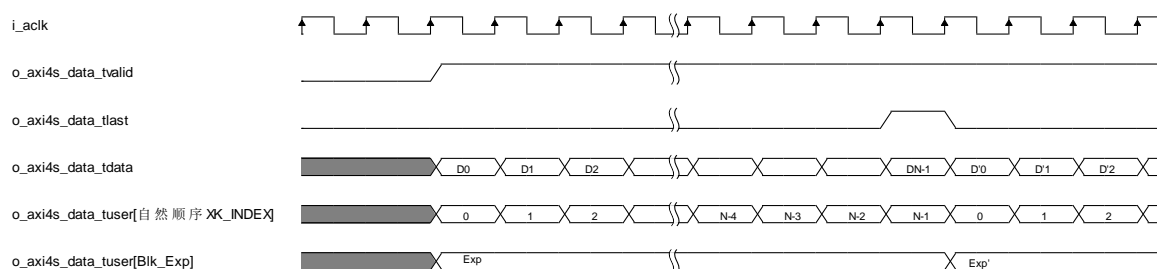 i_aclk
o_axi4s_data_tvalid
o_axi4s_data_tlast
o_axi4s_data_tdata D0 D1 D2 DN-1 D'0 D'1 D'2
o_axi4s_data_tuser[自然顺序XK_INDEX] 0 1 2 N-4 N-3 N-2 N-1 0 1 2
o_axi4s_data_tuser[Blk_Exp] Exp Exp'